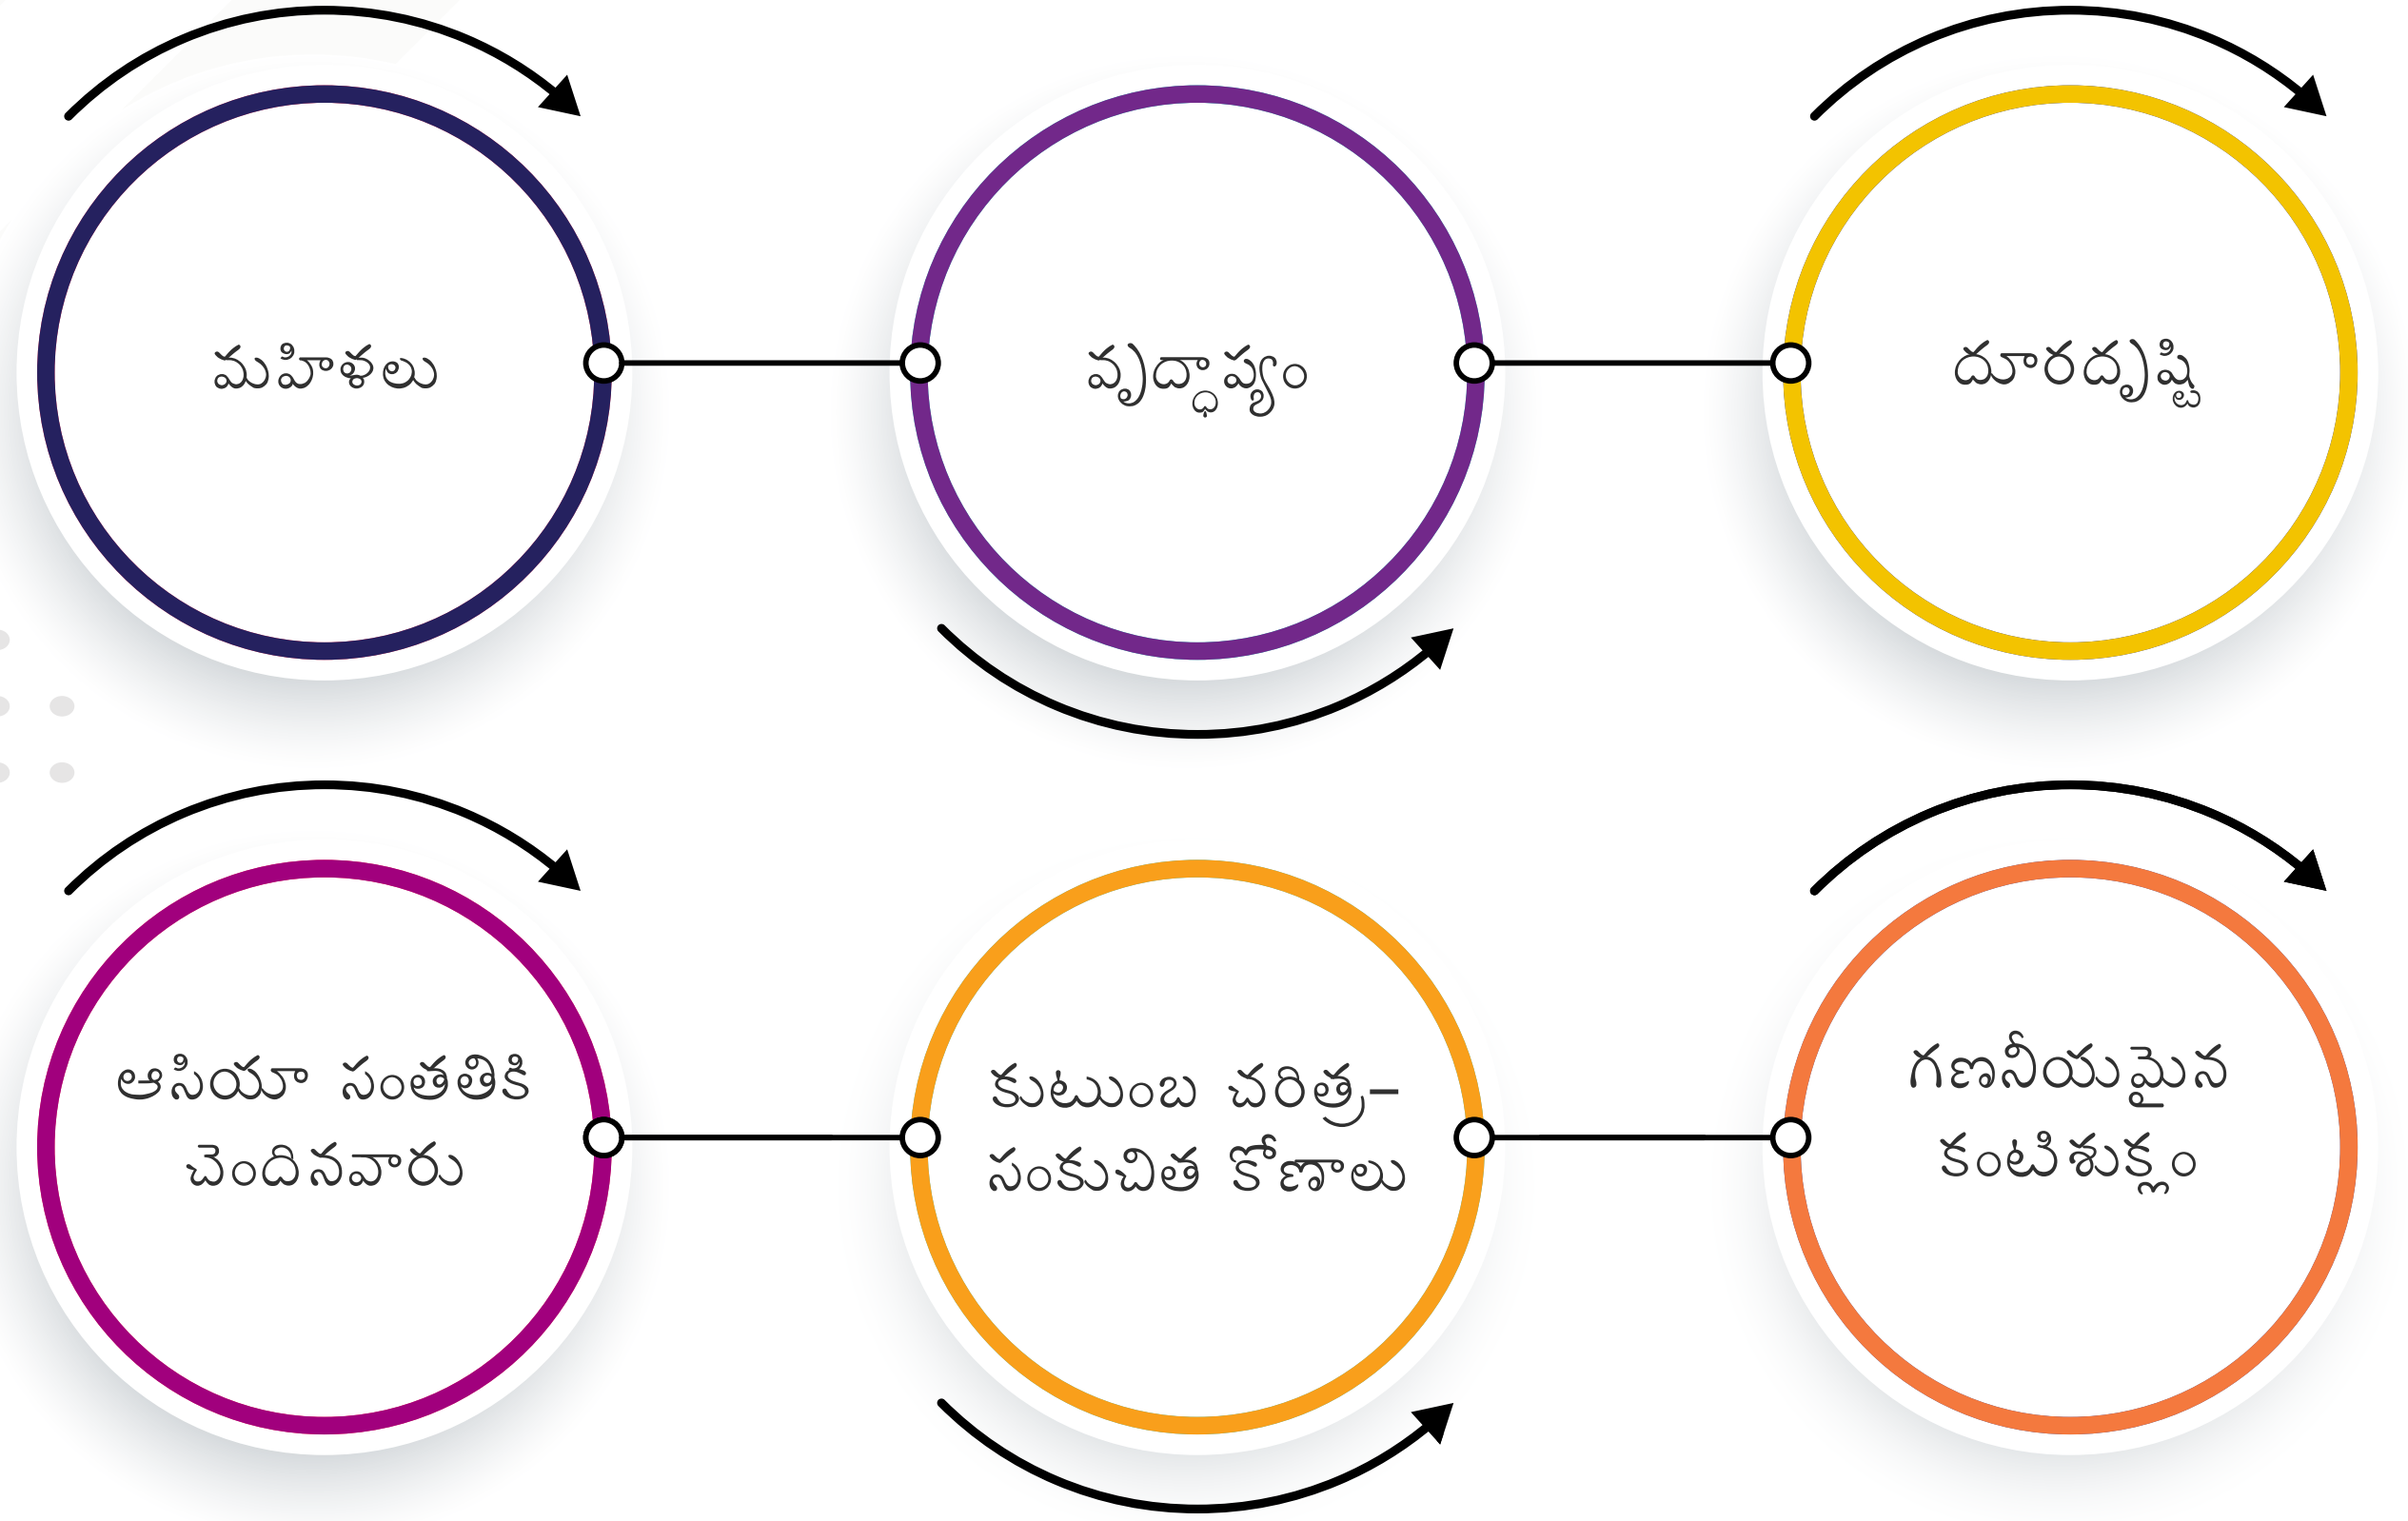 మహిళలు
వృద్ధాప్యం
దూరదృష్టి
ఆసియా సంతతికి
చెందినవారు
కుటుంబ చరిత్ర-
సంకుచిత కోణాలు
గణనీయమైన
కంటిశుక్లం